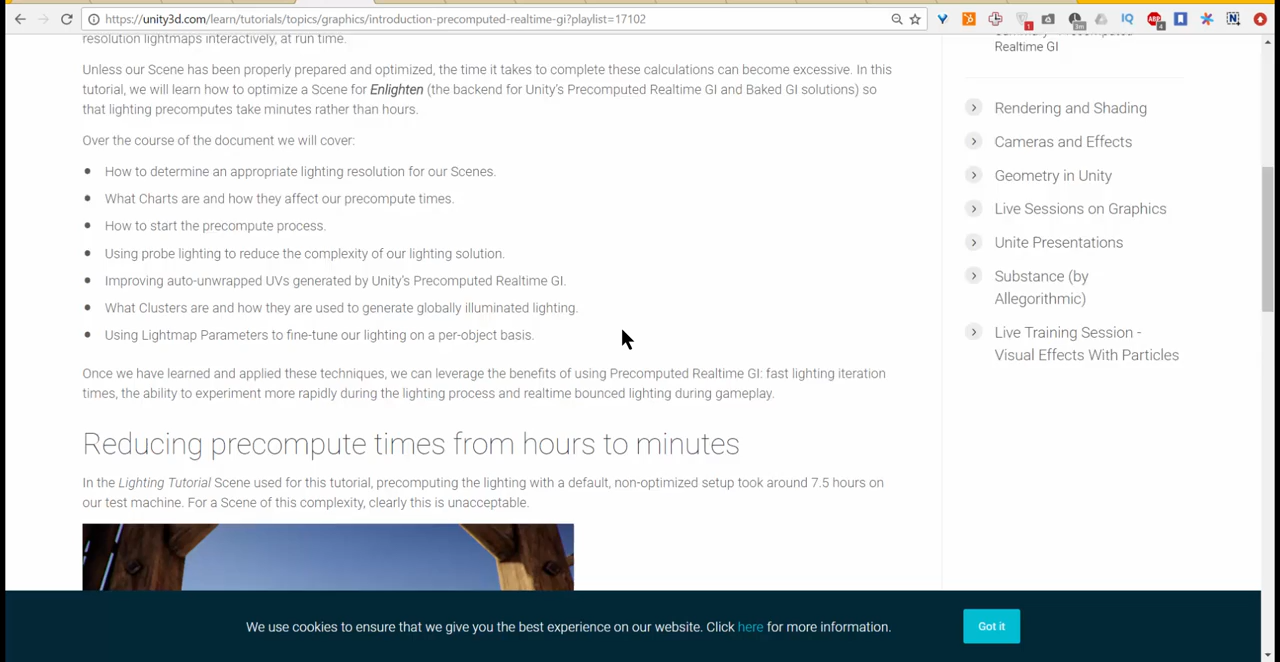 https://unity3d.com/learn/tutorials/topics/graphics/introduction-precomputed-realtime-gi?playlist=17102
resolution lightmaps interactively, at run time.
Unless our Scene has been properly prepared and optimized, the time it takes to complete these calculations can become excessive. In this
tutorial, we will learn how to optimize a Scene for Enlighten (the backend for Unity's Precomputed Realtime GI and Baked GI solutions) so
that lighting precomputes take minutes rather than hours.
Over the course of the document we will cover:
How to determine an appropriate lighting resolution for our Scenes.
What Charts are and how they affect our precompute times.
How to start the precompute process.
Using probe lighting to reduce the complexity of our lighting solution.
Improving auto-unwrapped UVs generated by Unity's Precomputed Realtime GI.
What Clusters are and how they are used to generate globally illuminated lighting.
Using Lightmap Parameters to fine-tune our lighting on a per-object basis.
Once we have learned and applied these techniques, we can leverage the benefits of using Precomputed Realtime GI: fast lighting iteration
times, the ability to experiment more rapidly during the lighting process and realtime bounced lighting during gameplay.
Reducing precompute times from hours to minutes
In the Lighting Tutorial Scene used for this tutorial, precomputing the lighting with a default, non-optimized setup took around 7.5 hours on
our test machine. For a Scene of this complexity, clearly this is unacceptable.
Realtime GI
Rendering and Shading
Cameras and Effects
Geometry in Unity
Live Sessions on Graphics
Unite Presentations
Substance (by
Allegorithmic)
Live Training Session -
Visual Effects With Particles
We use cookies to ensure that we give you the best experience on our website. Click here for more information.
Got it